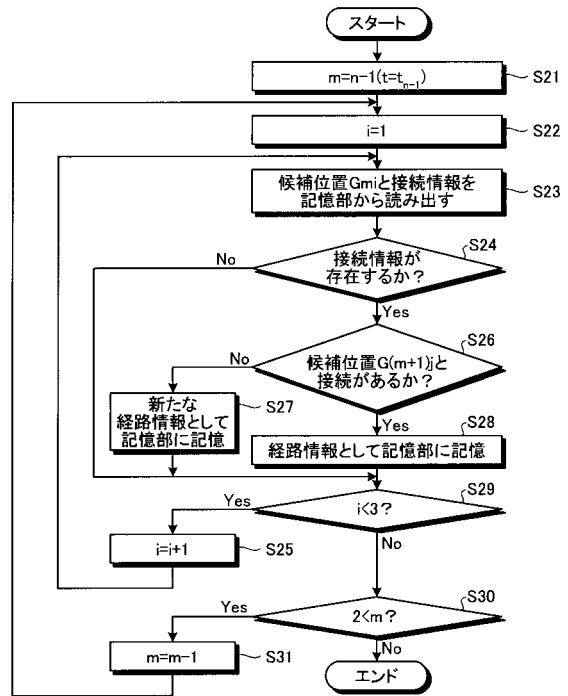 スタート
m=n-1(t=tn-1)
S21
i=1
S22
候補位置Gmiと接続情報を
記憶部から読み出す
S23
S24
接続情報が
存在するか？
No
Yes
S26
候補位置G(m+1)jと
接続があるか？
No
Yes
新たな
経路情報として
記憶部に記憶
S27
S28
経路情報として記憶部に記憶
S29
i<3？
Yes
No
i=i+1
S25
S30
2<m？
Yes
No
m=m-1
S31
エンド